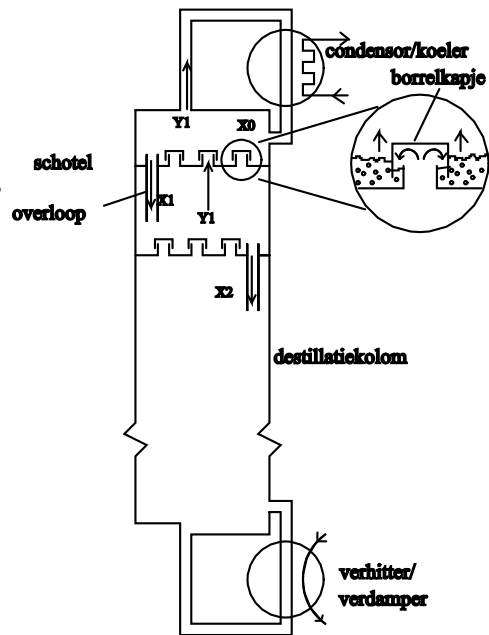 condensor/koeler
borrelkapje
Y1
X0
schotel
X1
overloop
Y1
X2
destillatiekolom
verhitter/
verdamper